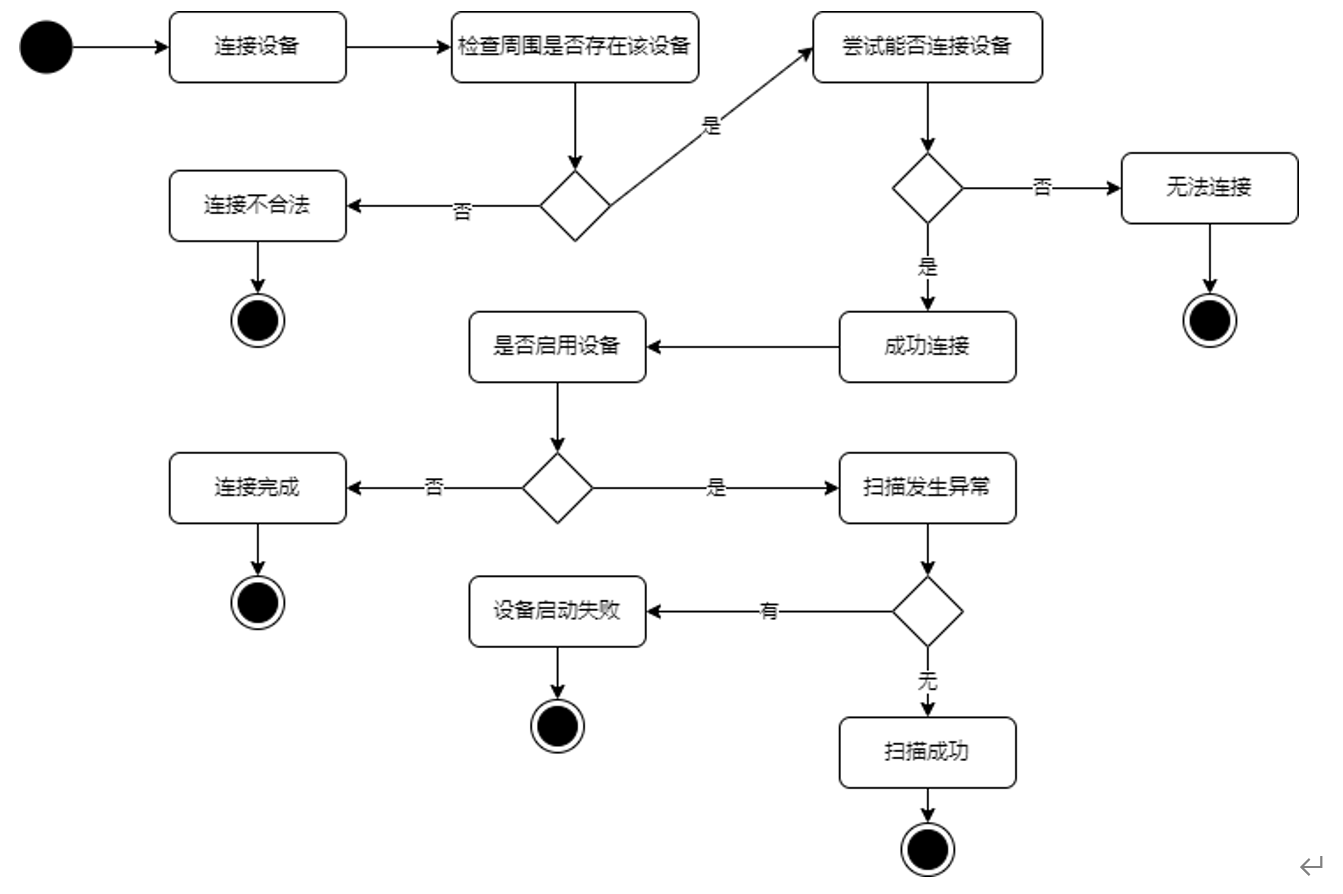 连接设备
检查周围是否存在该设备
尝试能否连接设备
是
连接不合法
否
否
无法连接
是
是否启用设备
成功连接
连接完成
否
是
扫描发生异常
设备启动失败
有
无
扫描成功